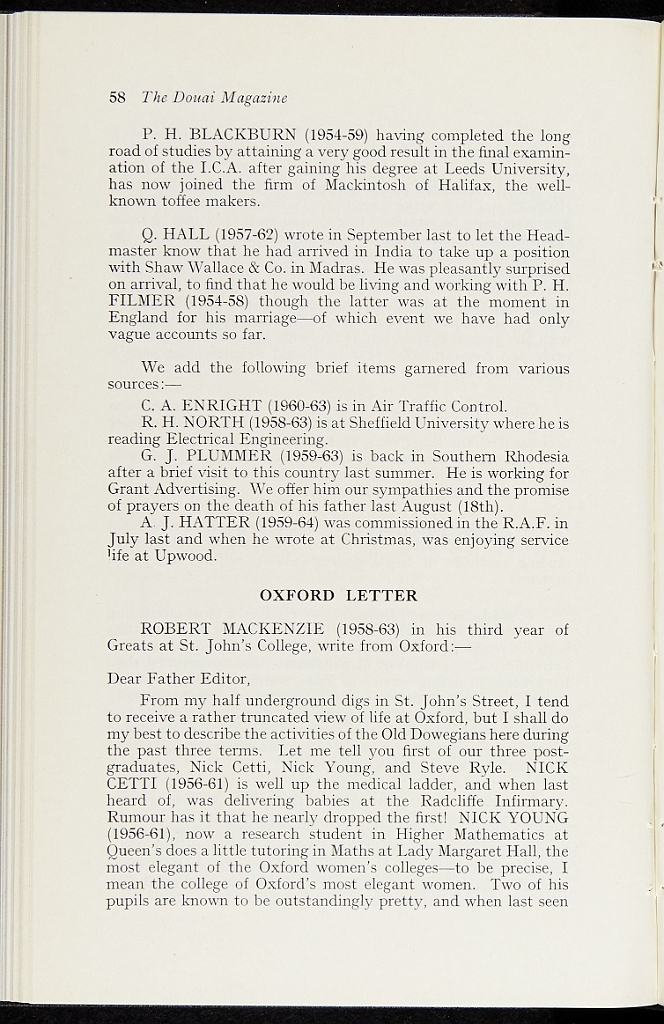 58 The Douai Magazine
P. H. BLACKBURN (1954-59) having completed the long
road of studies by attaining a very good result in the final examin-
ation of the I.C.A. after gaining his degree at Leeds University,
has now joined the firm of Mackintosh of Halifax, the well-
known toffee makers.
Q. HALL (1957-62) wrote in September last to let the Head-
master know that he had arrived in India to take up a position
with Shaw Wallace & Co. in Madras. He was pleasantly surprised
on arrival, to find that he would be living and working with P. H.
FILMER (1954-58) though the latter was at the moment in
England for his marriage—of which event we have had only
vague accounts so far.
We add the following brief items garnered from various
sources:—
C. A. ENRIGHT (1960-63) is in Air Traffic Control.
R. H. NORTH (1958-63) is at Sheffield University where he is
reading Electrical Engineering.
G. J. PLUMMER (1959-63) is back in Southern Rhodesia
after a brief visit to this country last summer. He is working for
Grant Advertising. We offer him our sympathies and the promise
of prayers on the death of his father last August (18th).
A. J. HATTER (1959-64) was commissioned in the R.A.F. in
July last and when he wrote at Christmas, was enjoying service
life at Upwood.
OXFORD LETTER
ROBERT MACKENZIE (1958-63) in his third year of
Greats at St. John's College, write from Oxford:—
Dear Father Editor,
From my half underground digs in St. John's Street, I tend
to receive a rather truncated view of life at Oxford, but I shall do
my best to describe the activities of the Old Dowegians here during
the past three terms. Let me tell you first of our three post-
graduates, Nick Cetti, Nick Young, and Steve Ryle. NICK
CETTI (1956-61) is well up the medical ladder, and when last
heard of, was delivering babies at the Radcliffe Infirmary.
Rumour has it that he nearly dropped the first! NICK YOUNG
(1956-61), now a research student in Higher Mathematics at
Queen's does a little tutoring in Maths at Lady Margaret Hall, the
most elegant of the Oxford women's colleges—to be precise, I
mean the college of Oxford's most elegant women. Two of his
pupils are known to be outstandingly pretty, and when last seen